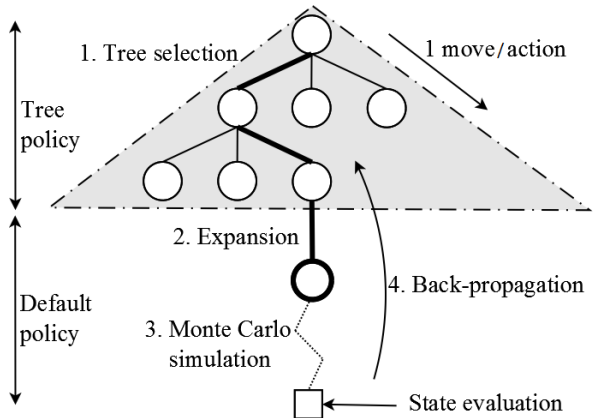 1. Tree selection
1 move/action
Tree
policy
2. Expansion
Default
policy
3. Monte Carlo
simulation
4. Back-propagation
State evaluation